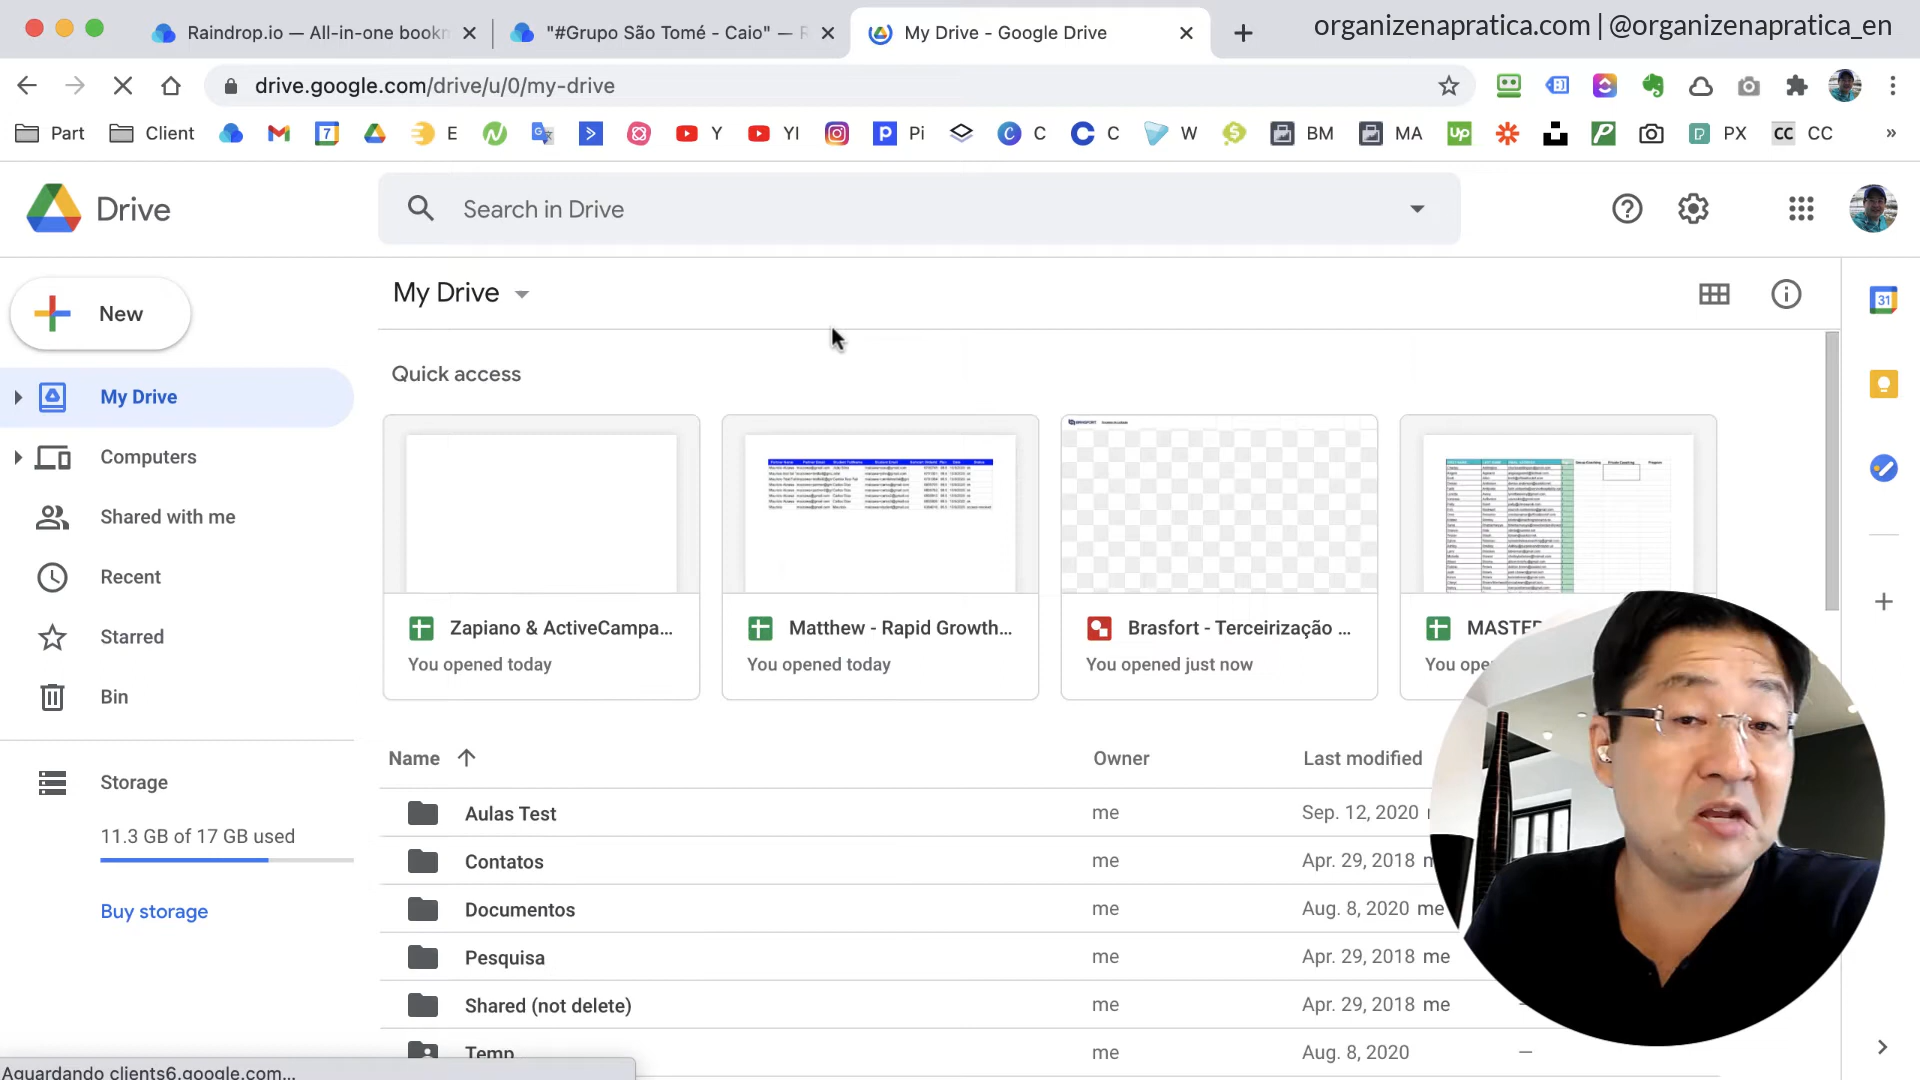 Raindrop.io — All-in-one bookm
"#Grupo São Tomé - Caio" — R
My Drive - Google Drive
organizenapratica.com | @organizenapratica_en
drive.google.com/drive/u/0/my-drive
Part
Client
E
Y
YI
Pi
C
C
W
BM
MA
PX
CC CC
Drive
Search in Drive
New
My Drive
Quick access
My Drive
Computers
Shared with me
Recent
Starred
Bin
Storage
11.3 GB of 17 GB used
Buy storage
Zapiano & ActiveCampa...
You opened today
Matthew - Rapid Growth...
You opened today
Brasfort - Terceirização ...
You opened just now
MASTER
You ope
Name
Owner
Last modified
Aulas Test
me
Sep. 12, 2020
Contatos
me
Apr. 29, 2018 m
Documentos
me
Aug. 8, 2020 me
Pesquisa
me
Apr. 29, 2018 me
Shared (not delete)
me
Apr. 29, 2018 me
Temp
me
Aug. 8, 2020
—
Aguardando clients6.google.com...